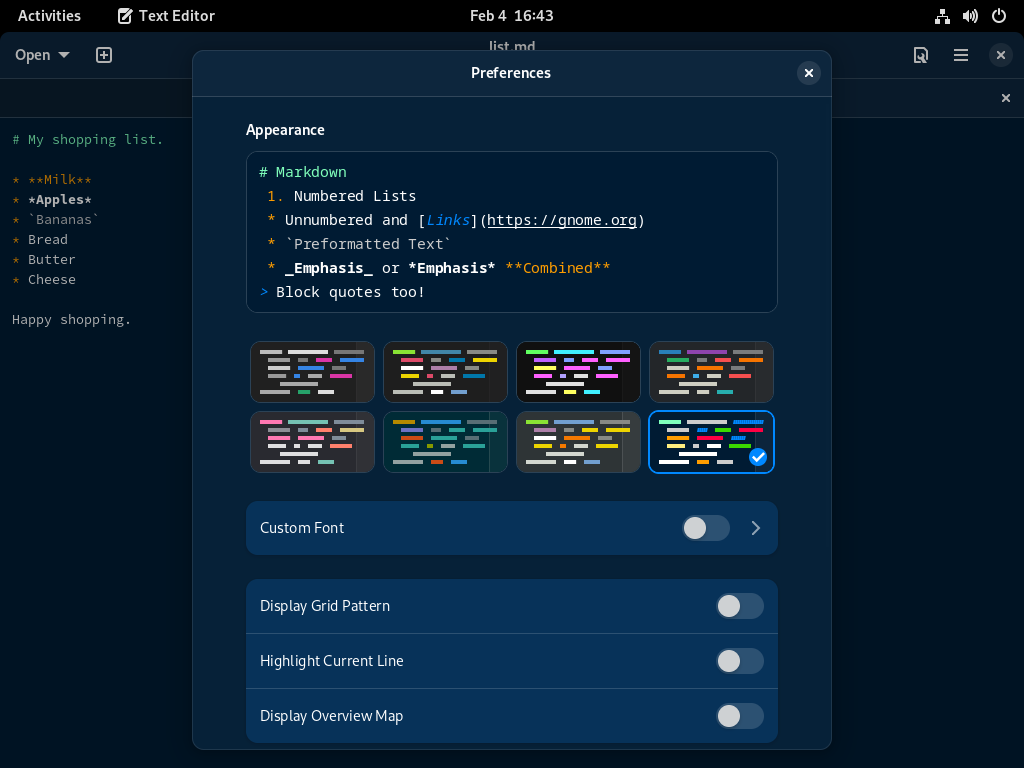 Activities
Text Editor
Feb 4 16:43
Open
list.md
Preferences
# My shopping list.
* **Milk**
* *Apples*
* `Bananas`
* Bread
* Butter
* Cheese
Happy shopping.
Appearance
# Markdown
1. Numbered Lists
* Unnumbered and [Links](https://gnome.org)
* `Preformatted Text`
* _Emphasis_ or *Emphasis* **Combined**
> Block quotes too!
Custom Font
Display Grid Pattern
Highlight Current Line
Display Overview Map